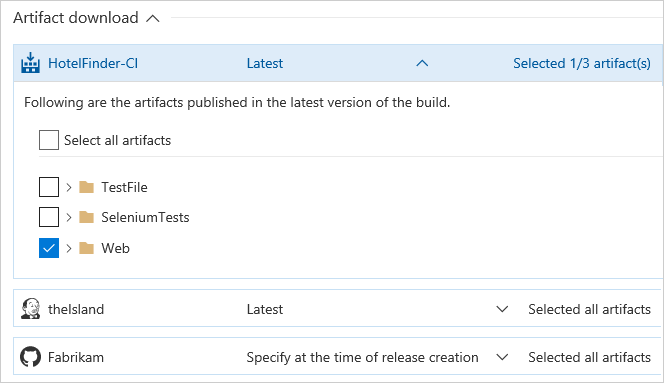 Artifact download
HotelFinder-CI Latest Selected 1/3 artifact(s)
Following are the artifacts published in the latest version of the build.
Select all artifacts
TestFile
SeleniumTests
Web
theIsland Latest Selected all artifacts
Fabrikam Specify at the time of release creation Selected all artifacts